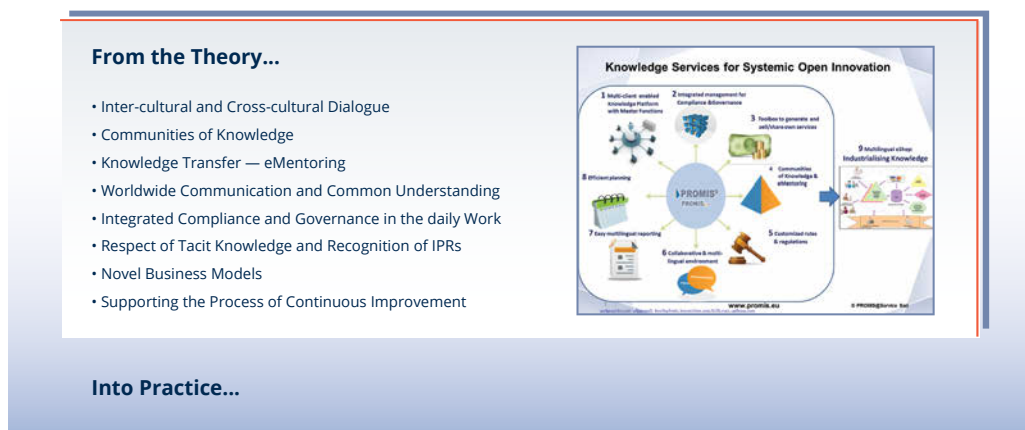 From the Theory...
• Inter-cultural and Cross-cultural Dialogue
• Communities of Knowledge
• Knowledge Transfer — eMentoring
• Worldwide Communication and Common Understanding
• Integrated Compliance and Governance in the daily Work
• Respect of Tacit Knowledge and Recognition of IPRs
• Novel Business Models
• Supporting the Process of Continuous Improvement
Knowledge Services for Systemic Open Innovation
1 Multi-client enabled
Knowledge Platform
with Master Functions
2 Integrated management for
Compliance & Governance
3 Toolbox to generate and
sell/share own services
4 Communities
of Knowledge &
eMentoring
5 Customized rules
& regulations
6 Collaborative & multi-
lingual environment
7 Easy multilingual reporting
8 Efficient planning
PROMIS®
PROMIS
9 Multilingual eShop:
Industrialising Knowledge
www.promis.eu
© PROMIS@Service Sarl
Into Practice...